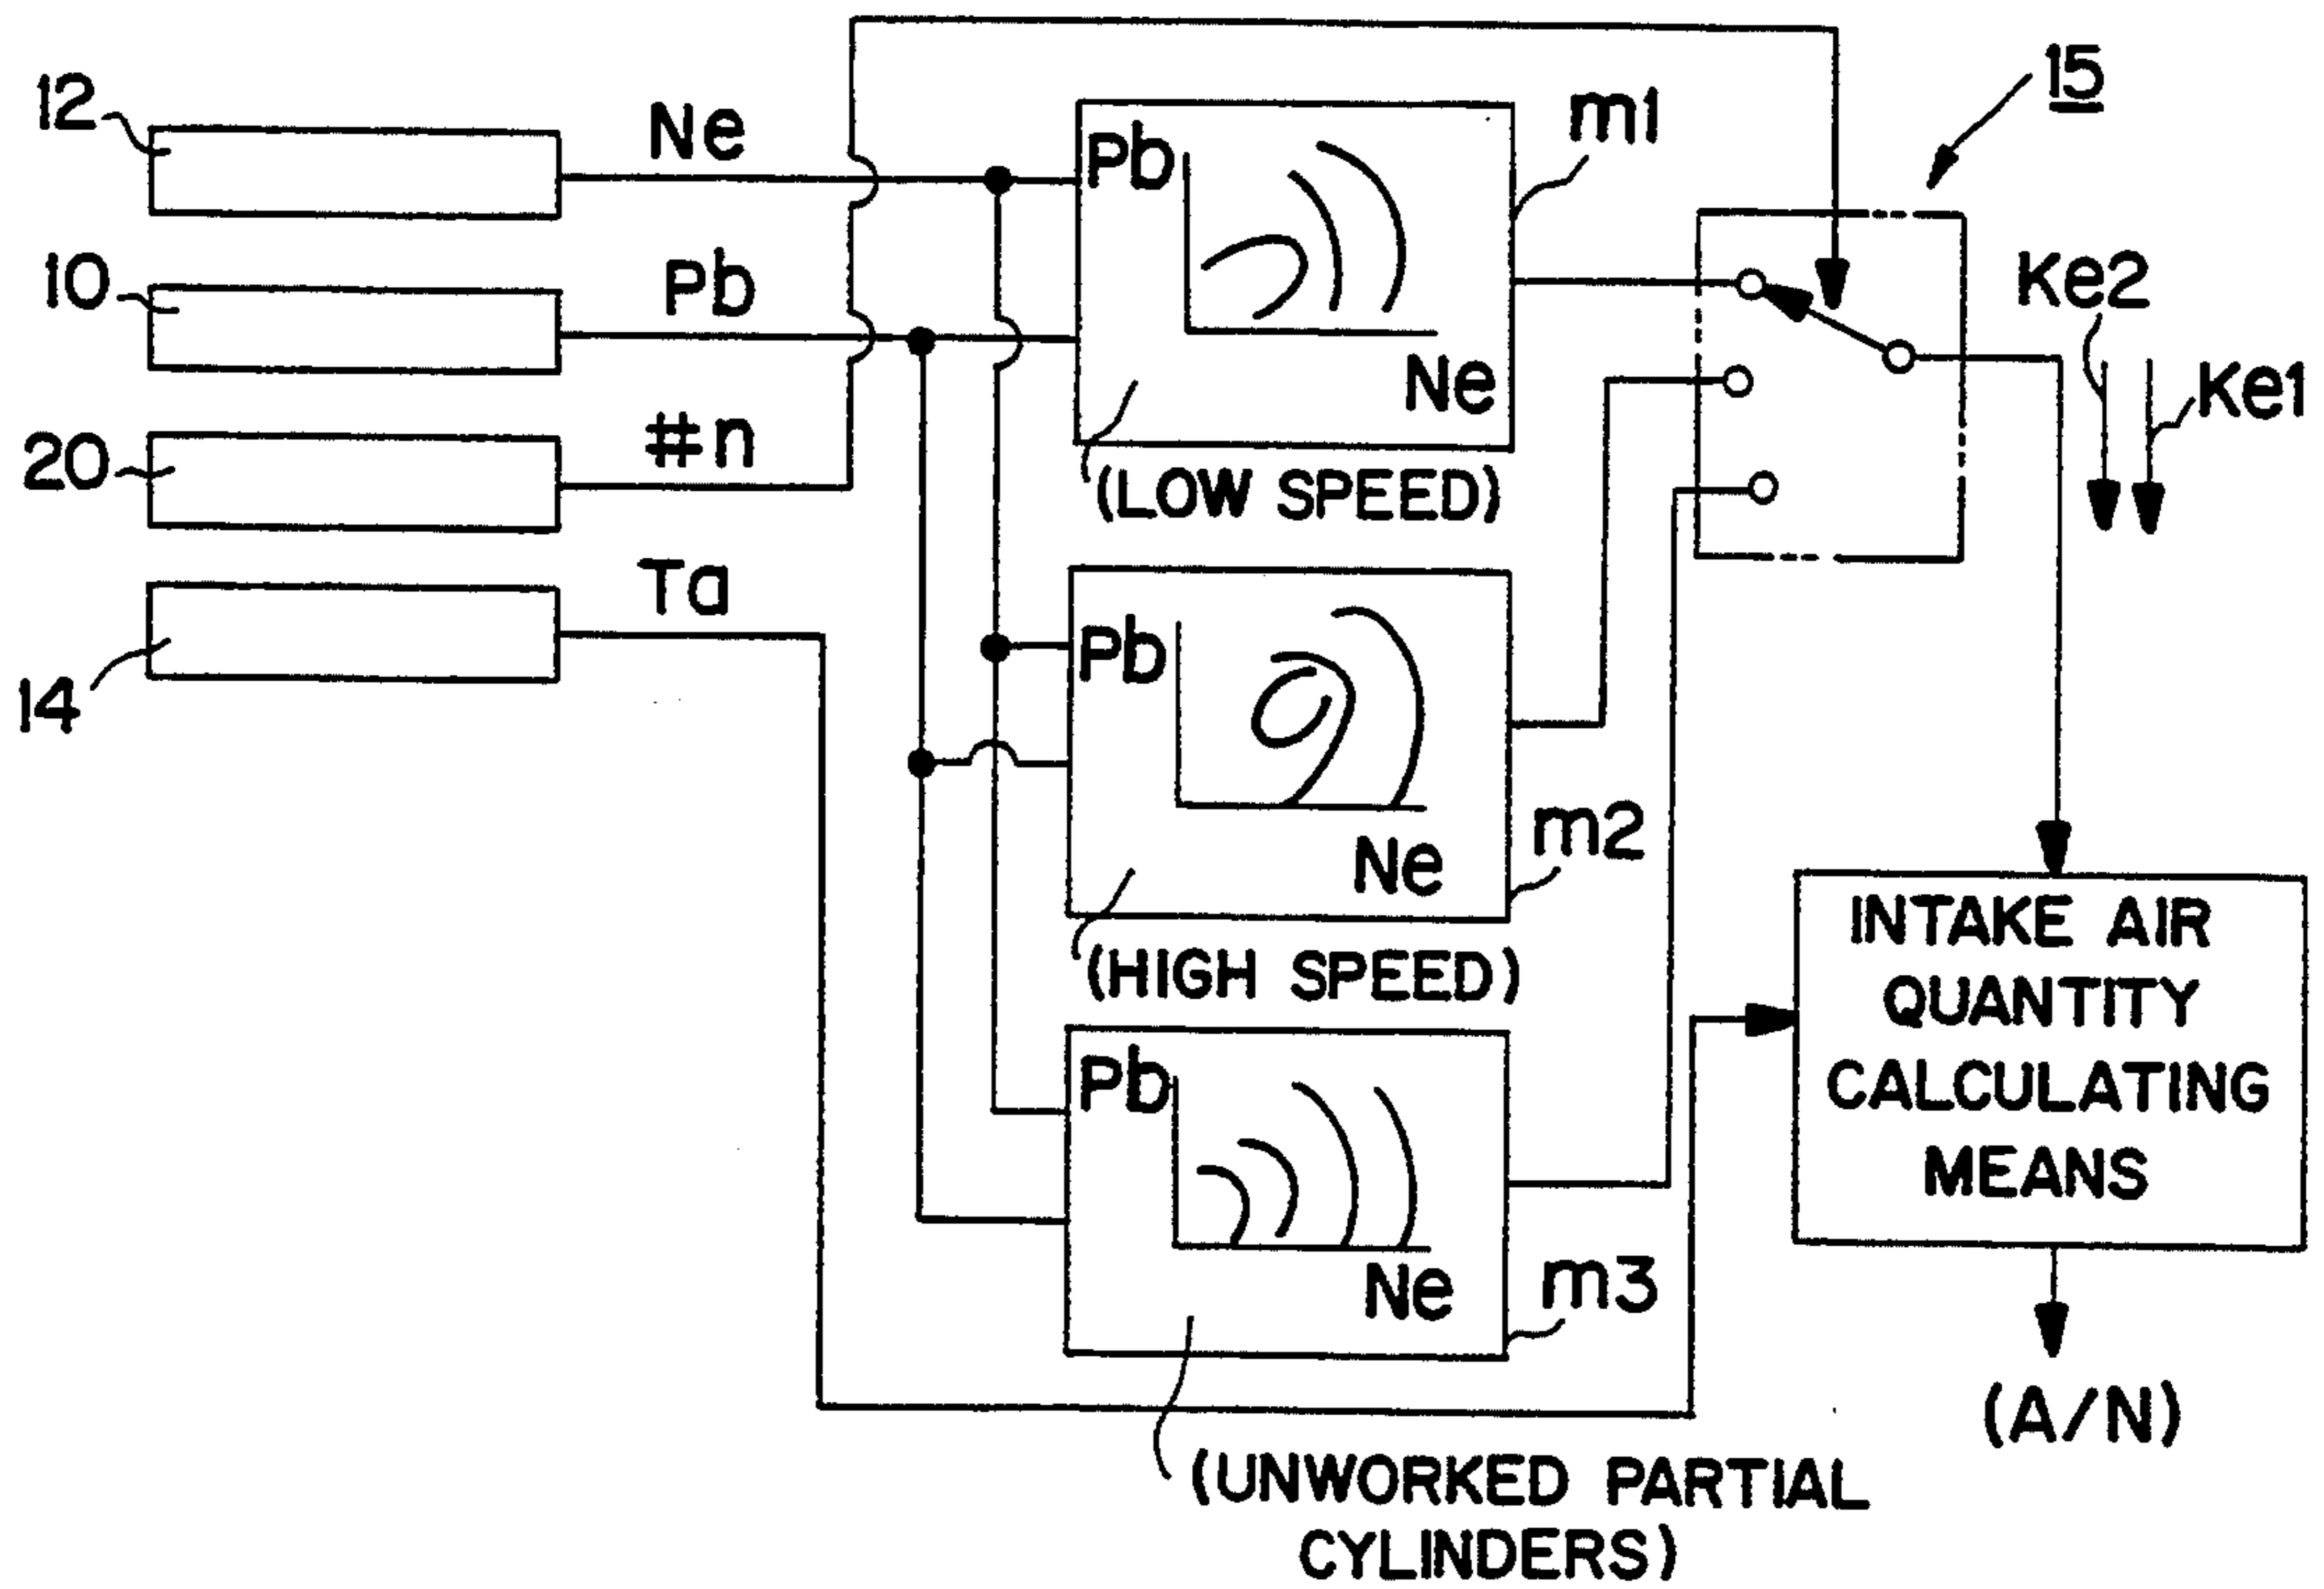 12
Ne
10
Pb
20
#n
14
Ta
Pb
Ne
m1
(LOW SPEED)
Pb
Ne
m2
(HIGH SPEED)
Pb
Ne
m3
(UNWORKED PARTIAL
CYLINDERS)
15
Ke2
Ke1
INTAKE AIR
QUANTITY
CALCULATING
MEANS
(A/N)